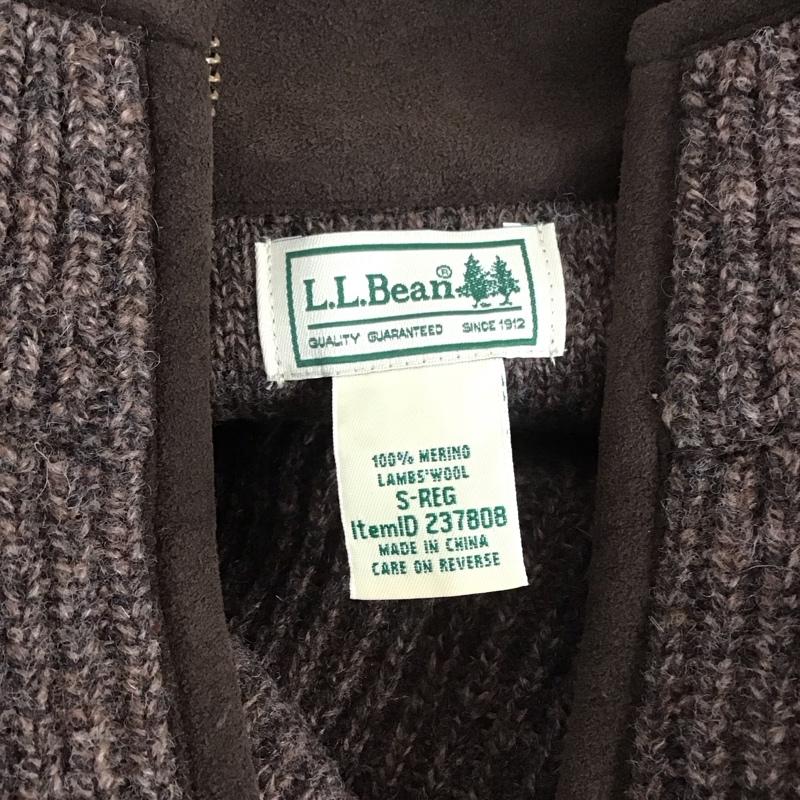 L.L.Bean®
QUALITY GUARANTEED SINCE 1912
100% MERINO
LAMBS'WOOL
S-REG
ItemID 237808
MADE IN CHINA
CARE ON REVERSE